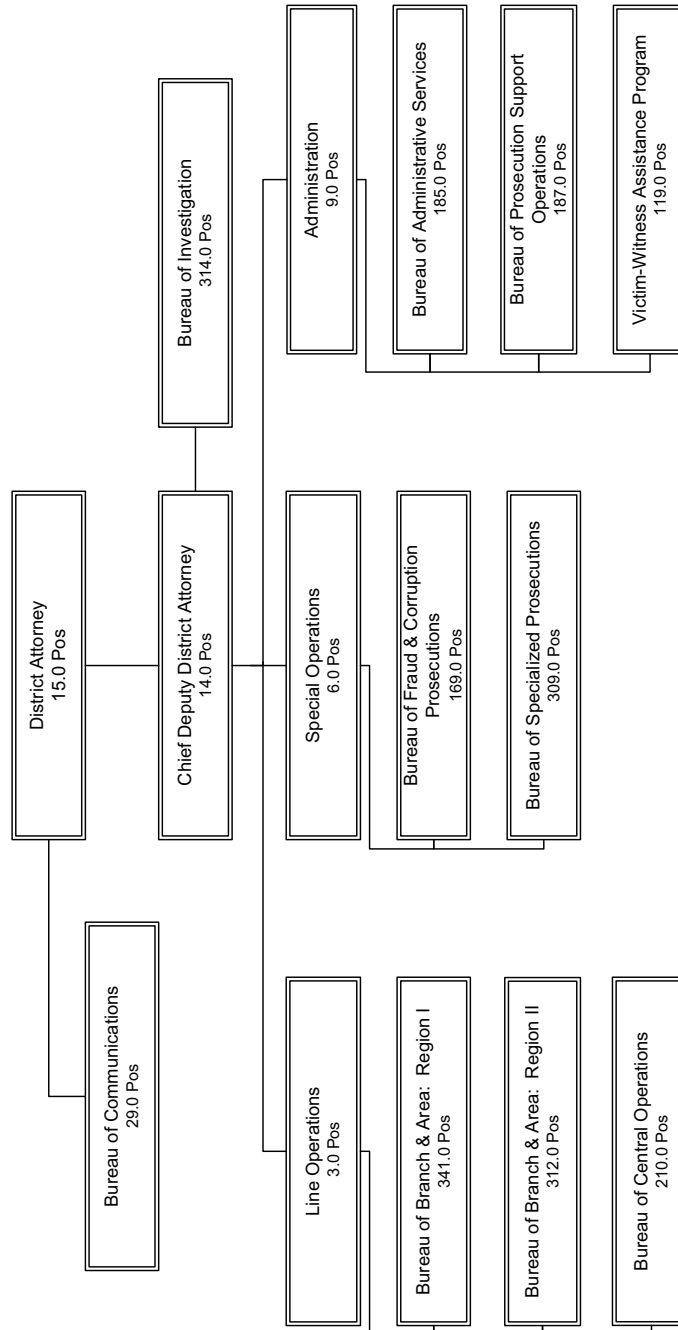 District Attorney
15.0 Pos
Bureau of Communications
29.0 Pos
Chief Deputy District Attorney
14.0 Pos
Bureau of Investigation
314.0 Pos
Line Operations
3.0 Pos
Bureau of Branch & Area:  Region I
341.0 Pos
Bureau of Branch & Area:  Region II
312.0 Pos
Bureau of Central Operations
210.0 Pos
Special Operations
6.0 Pos
Bureau of Fraud & Corruption
Prosecutions
169.0 Pos
Bureau of Specialized Prosecutions
309.0 Pos
Administration
9.0 Pos
Bureau of Administrative Services
185.0 Pos
Bureau of Prosecution Support
Operations
187.0 Pos
Victim-Witness Assistance Program
119.0 Pos